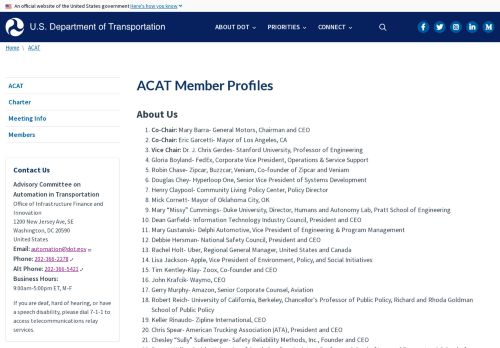 An official website of the United States government Here's how you know
U.S. Department of Transportation
ABOUT DOT
PRIORITIES
CONNECT
Home \ ACAT
ACAT
Charter
Meeting Info
Members
Contact Us
Advisory Committee on
Automation in Transportation
Office of Infrastructure Finance and
Innovation
1200 New Jersey Ave, SE
Washington, DC 20590
United States
Email: automation@dot.gov
Phone: 202-366-2278
Alt Phone: 202-366-5422
Business Hours:
9:00am-5:00pm ET, M-F
If you are deaf, hard of hearing, or have
a speech disability, please dial 7-1-1 to
access telecommunications relay
services.
ACAT Member Profiles
About Us
1. Co-Chair: Mary Barra- General Motors, Chairman and CEO
2. Co-Chair: Eric Garcetti- Mayor of Los Angeles, CA
3. Vice Chair: Dr. J. Chris Gerdes- Stanford University, Professor of Engineering
4. Gloria Boyland- FedEx, Corporate Vice President, Operations & Service Support
5. Robin Chase- Zipcar, Buzzcar, Veniam, Co-founder of Zipcar and Veniam
6. Douglas Chey- Hyperloop One, Senior Vice President of Systems Development
7. Henry Claypool- Community Living Policy Center, Policy Director
8. Mick Cornett- Mayor of Oklahoma City, OK
9. Mary “Missy” Cummings- Duke University, Director, Humans and Autonomy Lab, Pratt School of Engineering
10. Dean Garfield- Information Technology Industry Council, President and CEO
11. Mary Gustanski- Delphi Automotive, Vice President of Engineering & Program Management
12. Debbie Hersman- National Safety Council, President and CEO
13. Rachel Holt- Uber, Regional General Manager, United States and Canada
14. Lisa Jackson- Apple, Vice President of Environment, Policy, and Social Initiatives
15. Tim Kentley-Klay- Zoox, Co-founder and CEO
16. John Krafcik- Waymo, CEO
17. Gerry Murphy- Amazon, Senior Corporate Counsel, Aviation
18. Robert Reich- University of California, Berkeley, Chancellor's Professor of Public Policy, Richard and Rhoda Goldman
School of Public Policy
19. Keller Rinaudo- Zipline International, CEO
20. Chris Spear- American Trucking Association (ATA), President and CEO
21. Chesley “Sully” Sullenberger- Safety Reliability Methods, Inc., Founder and CEO